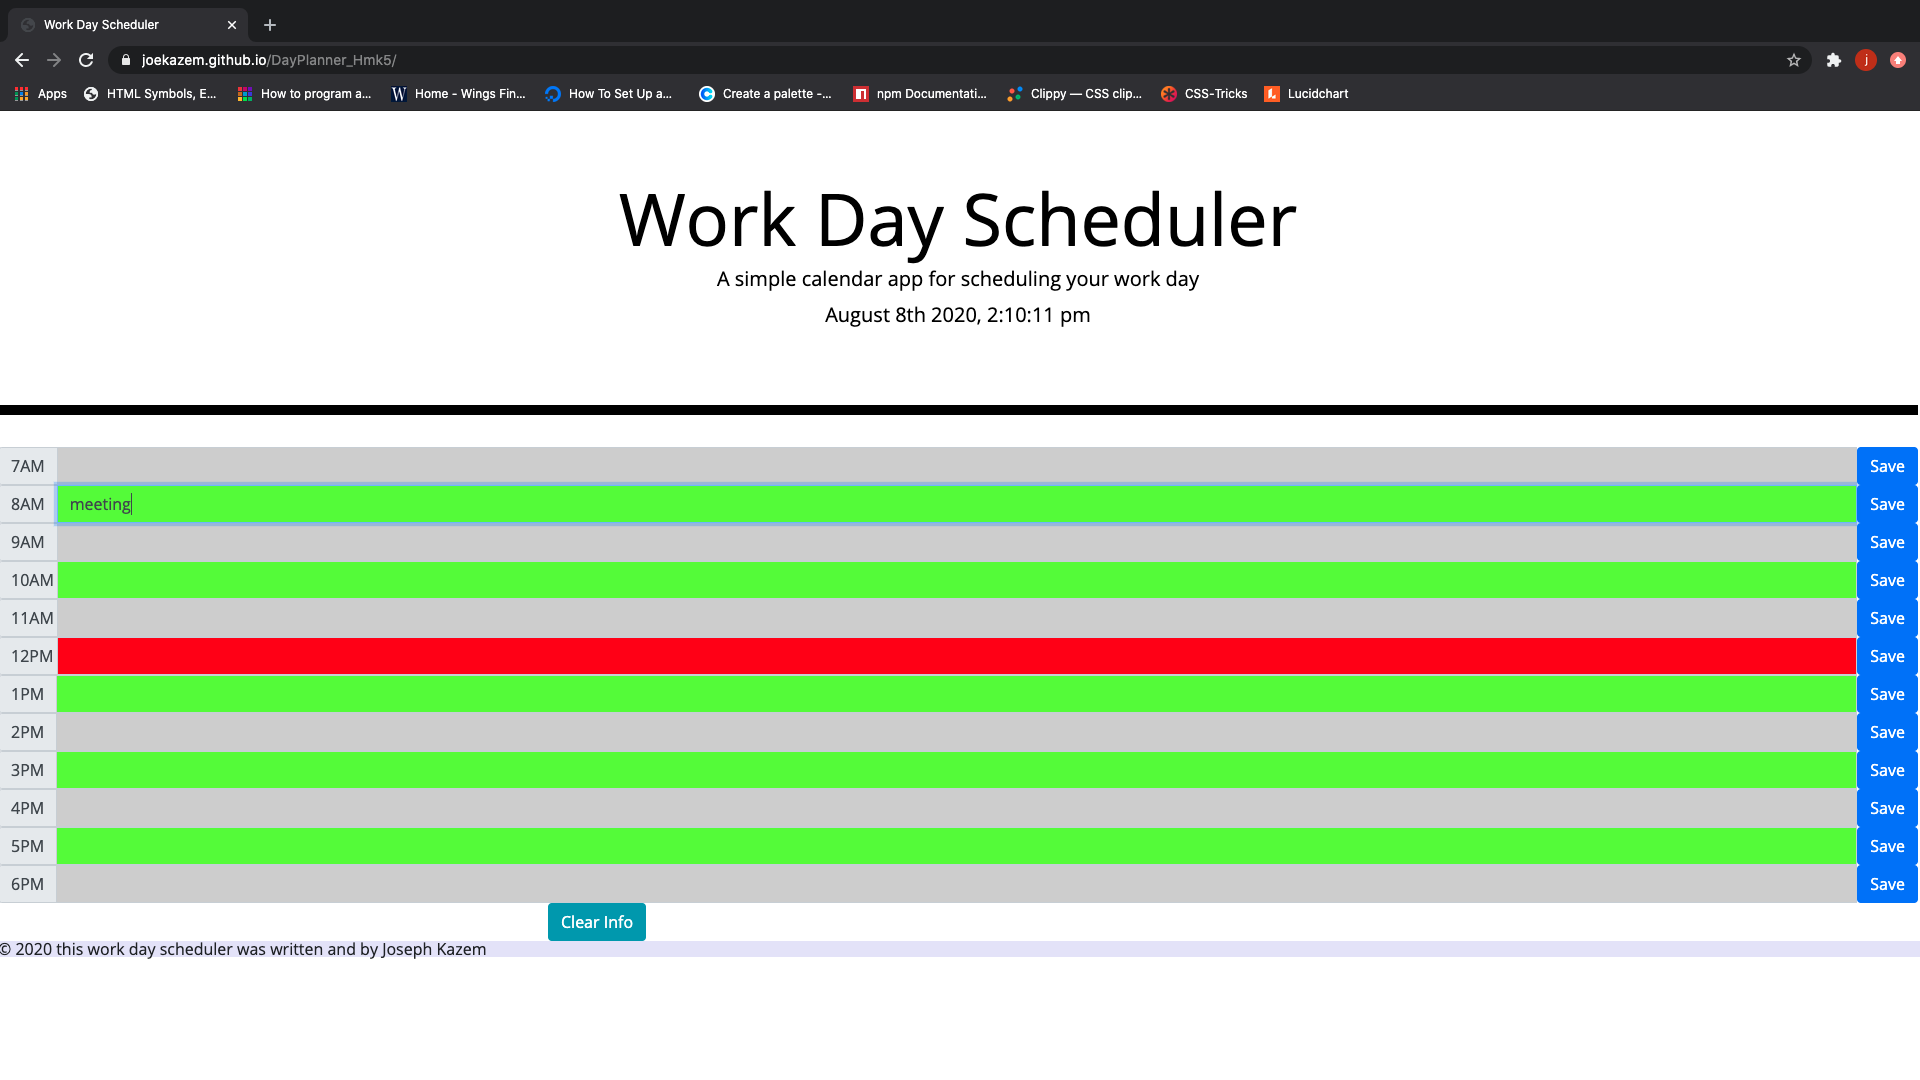 Work Day Scheduler
joekazem.github.io/DayPlanner_Hmk5/
j
Apps HTML Symbols, E... How to program a... W Home - Wings Fin... How To Set Up a... Create a palette -... npm Documentati... Clippy — CSS clip... CSS-Tricks Lucidchart
Work Day Scheduler
A simple calendar app for scheduling your work day
August 8th 2020, 2:10:11 pm
7AM Save
8AM meeting Save
9AM Save
10AM Save
11AM Save
12PM Save
1PM Save
2PM Save
3PM Save
4PM Save
5PM Save
6PM Save
Clear Info
© 2020 this work day scheduler was written and by Joseph Kazem